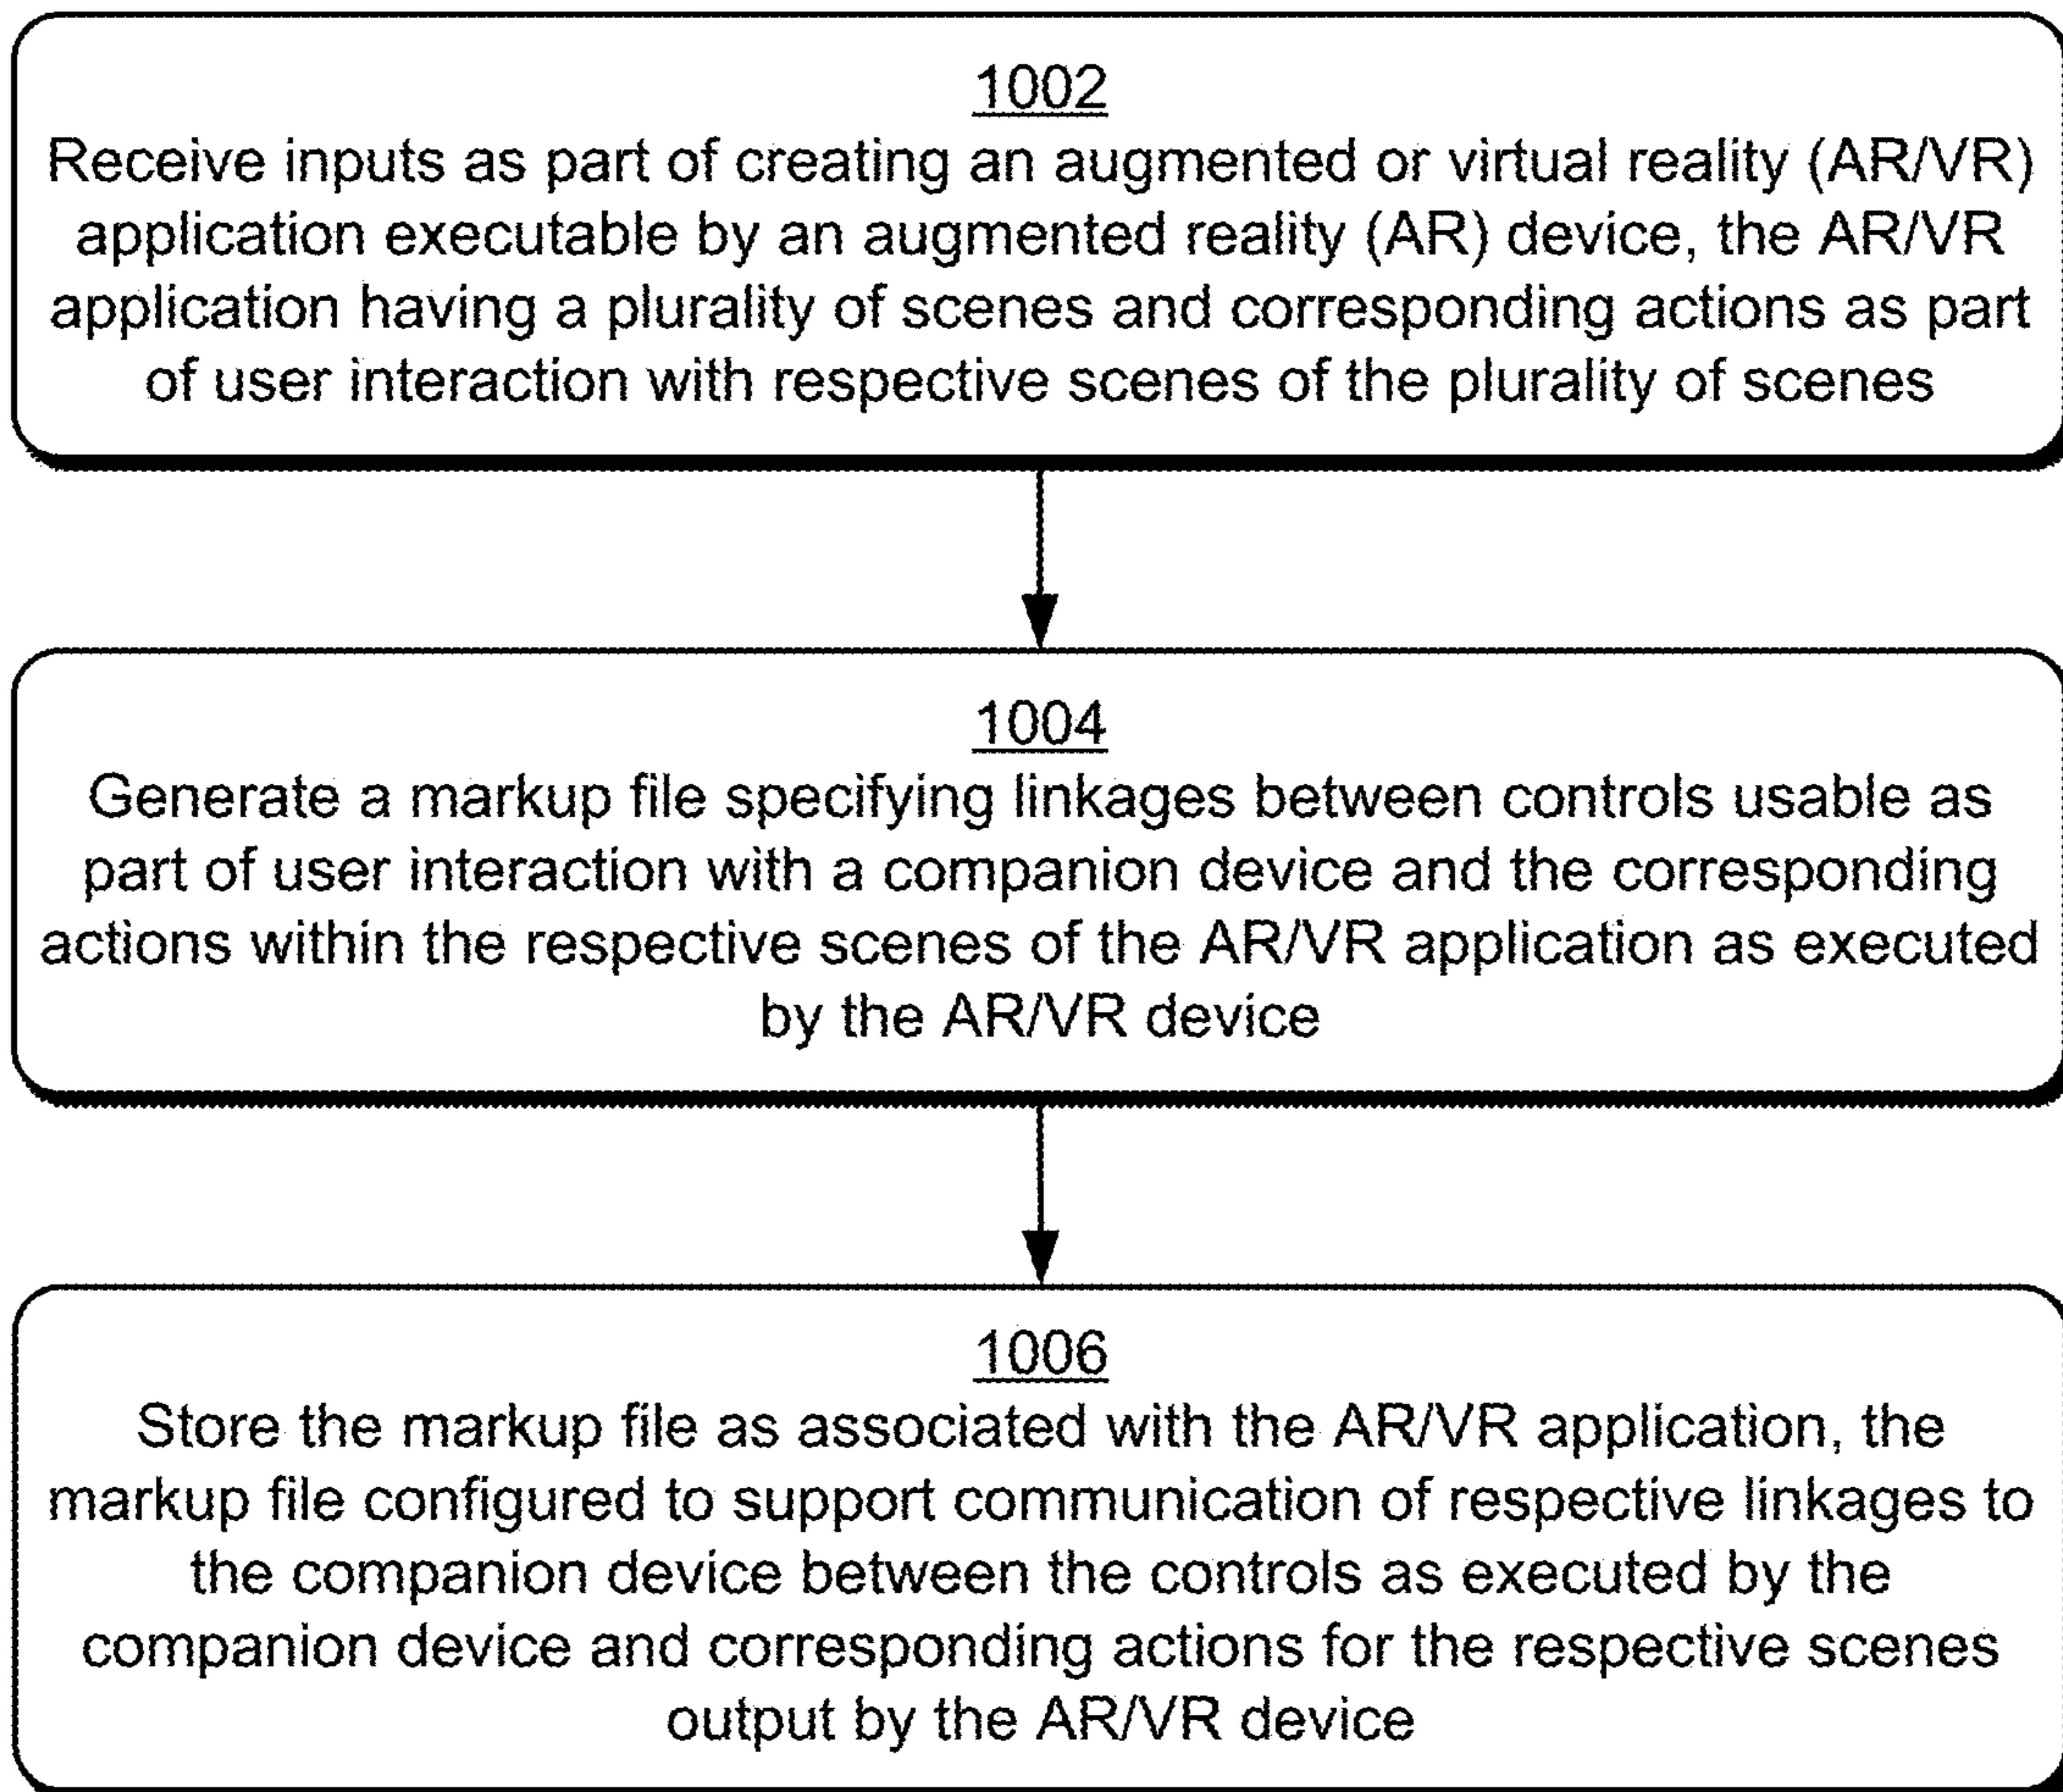 1002
Receive inputs as part of creating an augmented or virtual reality (AR/VR)
application executable by an augmented reality (AR) device, the AR/VR
application having a plurality of scenes and corresponding actions as part
of user interaction with respective scenes of the plurality of scenes
1004
Generate a markup file specifying linkages between controls usable as
part of user interaction with a companion device and the corresponding
actions within the respective scenes of the AR/VR application as executed
by the AR/VR device
1006
Store the markup file as associated with the AR/VR application, the
markup file configured to support communication of respective linkages to
the companion device between the controls as executed by the
companion device and corresponding actions for the respective scenes
output by the AR/VR device